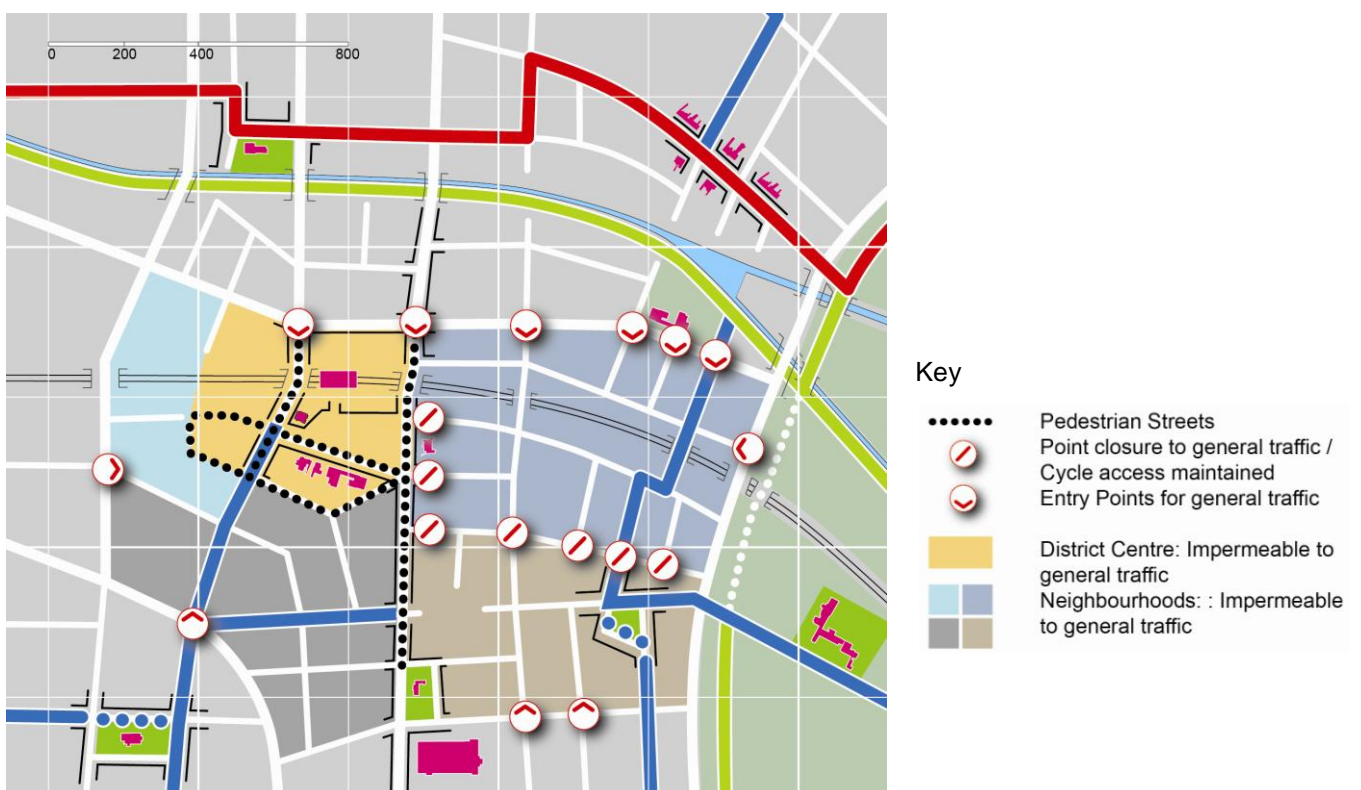 0 200 400 800
Key
Pedestrian Streets
Point closure to general traffic /
Cycle access maintained
Entry Points for general traffic
District Centre: Impermeable to
general traffic
Neighbourhoods: : Impermeable
to general traffic